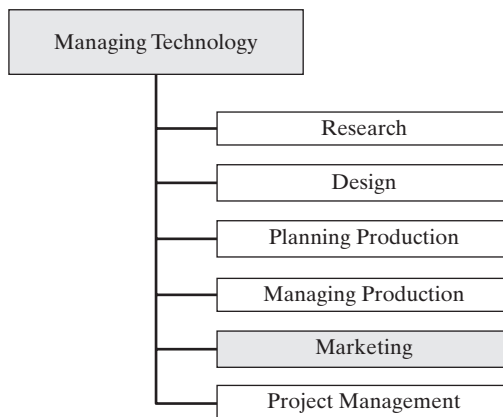 Managing Technology
Research
Design
Planning Production
Managing Production
Marketing
Project Management